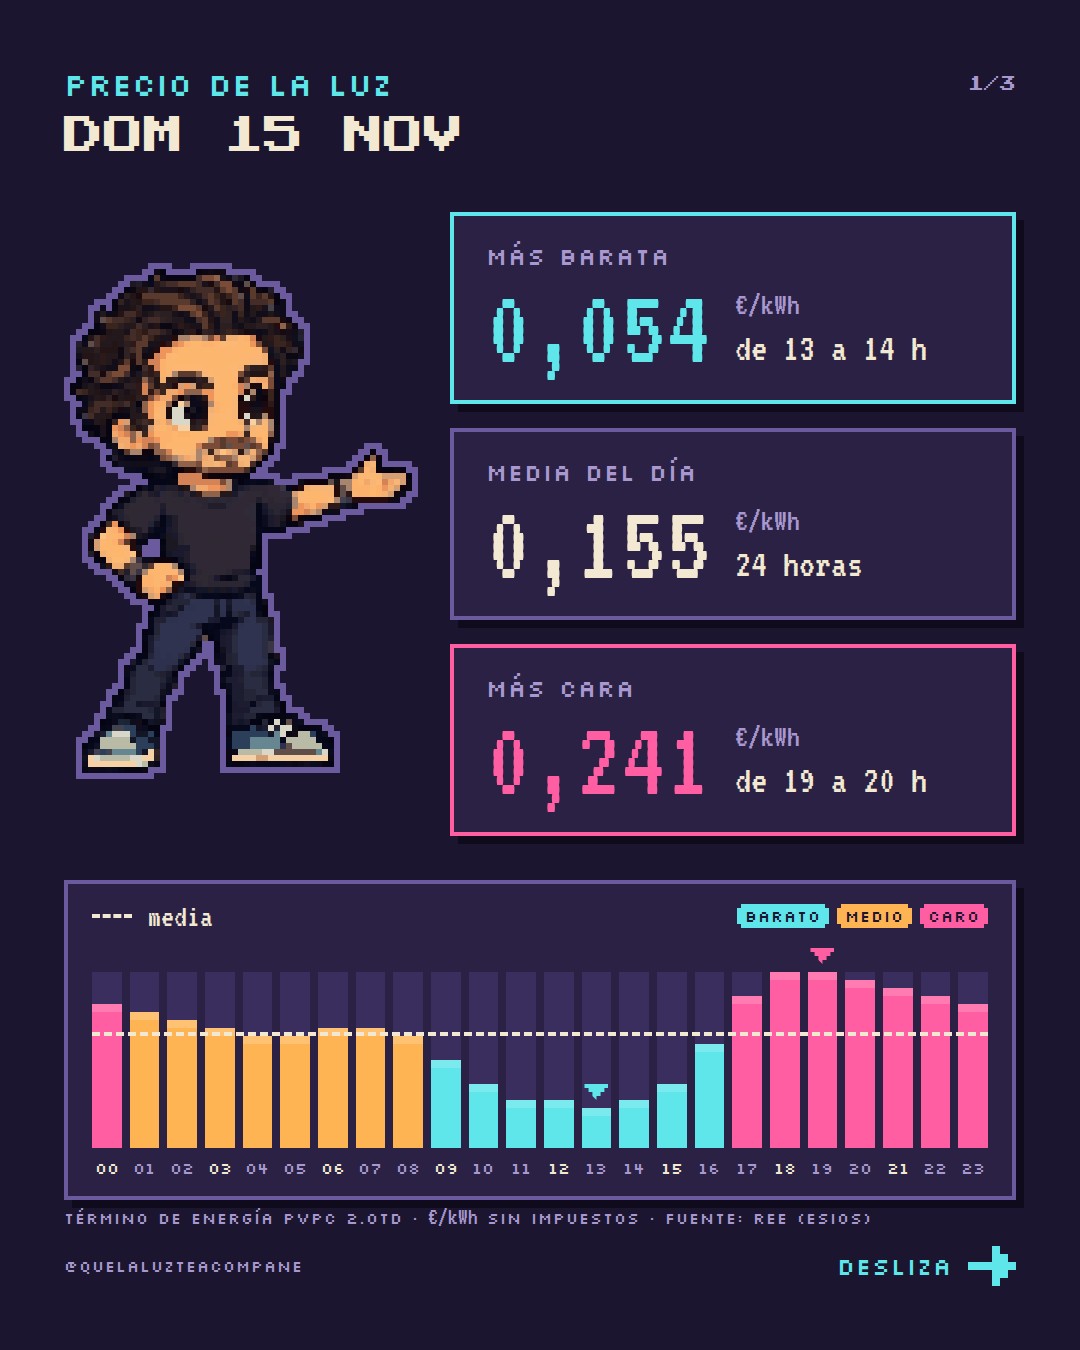 PRECIO DE LA LUZ
1/3
DOM 15 NOV
MÁS BARATA
0,054 €/kWh
de 13 a 14 h
MEDIA DEL DÍA
0,155 €/kWh
24 horas
MÁS CARA
0,241 €/kWh
de 19 a 20 h
---- media
BARATO MEDIO CARO
00 01 02 03 04 05 06 07 08 09 10 11 12 13 14 15 16 17 18 19 20 21 22 23
TÉRMINO DE ENERGÍA PVPC 2.0TD · €/kWh SIN IMPUESTOS · FUENTE: REE (ESIOS)
@QUELALUZTEACOMPANE
DESLIZA